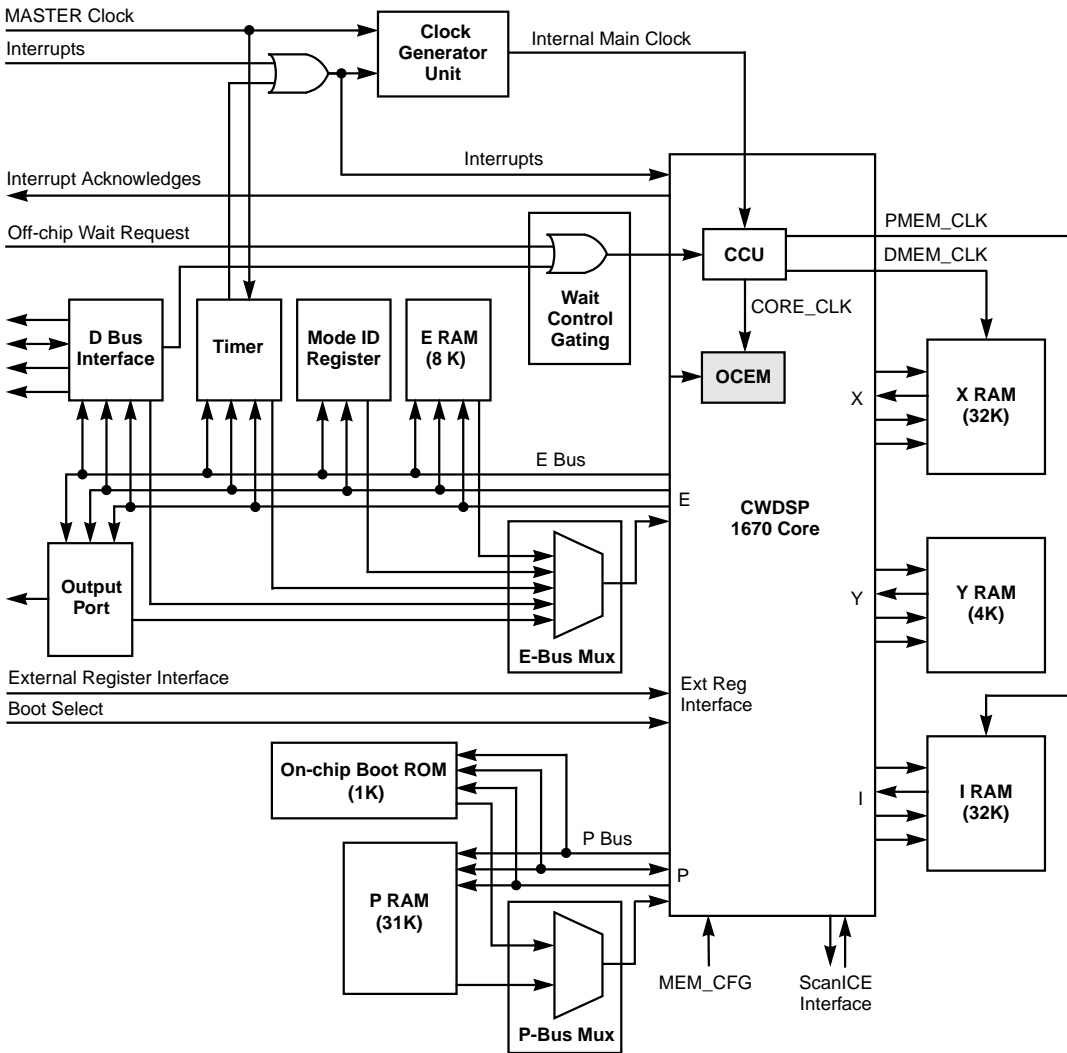 MASTER Clock
Interrupts
Clock
Generator
Unit
Internal Main Clock
Interrupts
Interrupt Acknowledges
Off-chip Wait Request
Wait
Control
Gating
CCU
PMEM_CLK
DMEM_CLK
CORE_CLK
OCEM
D Bus
Interface
Timer
Mode ID
Register
E RAM
(8 K)
X
X RAM
(32K)
E Bus
E
CWDSP
1670 Core
Output
Port
E-Bus Mux
Y
Y RAM
(4K)
External Register Interface
Boot Select
Ext Reg
Interface
On-chip Boot ROM
(1K)
I
I RAM
(32K)
P Bus
P
P RAM
(31K)
P-Bus Mux
MEM_CFG
ScanICE
Interface